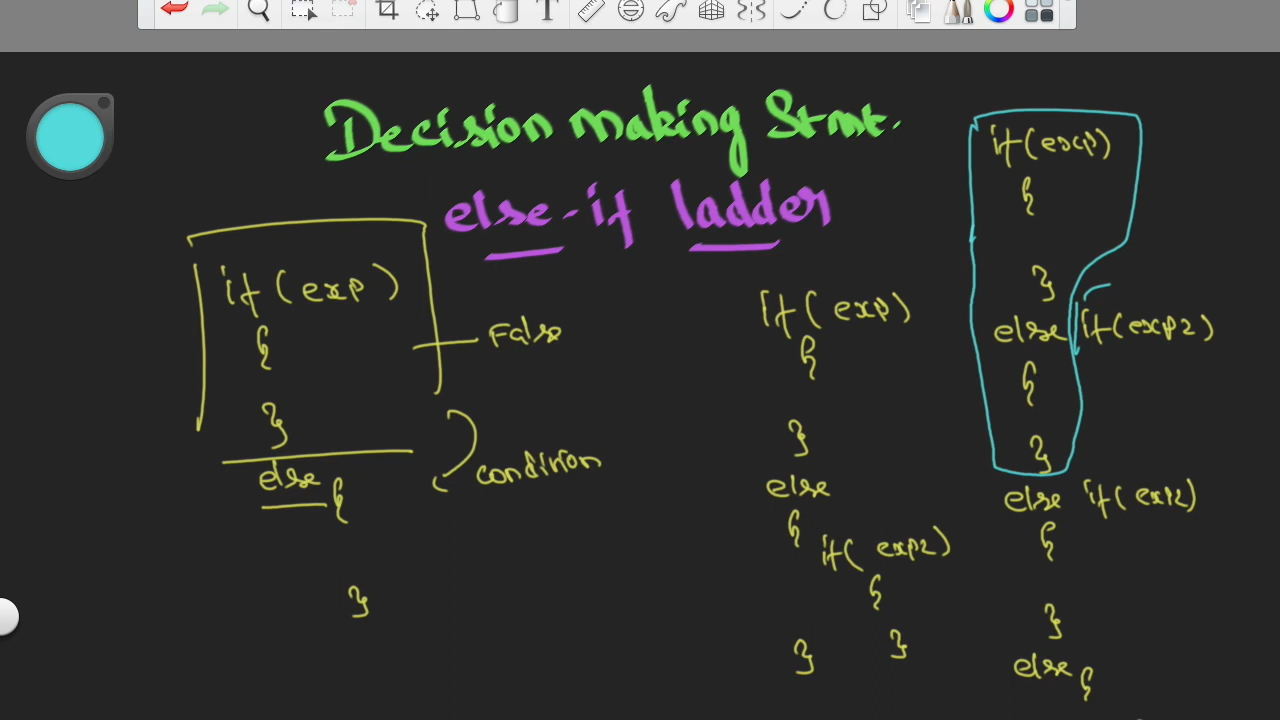 Decision making Stmt.
else-if ladder
if(exp)
{
}
else {
}
False
condition
if(exp)
{
}
else
{
if(exp2)
{
}
}
if(exp)
{
}
else if(exp2)
{
}
else if(exp2)
{
}
else {